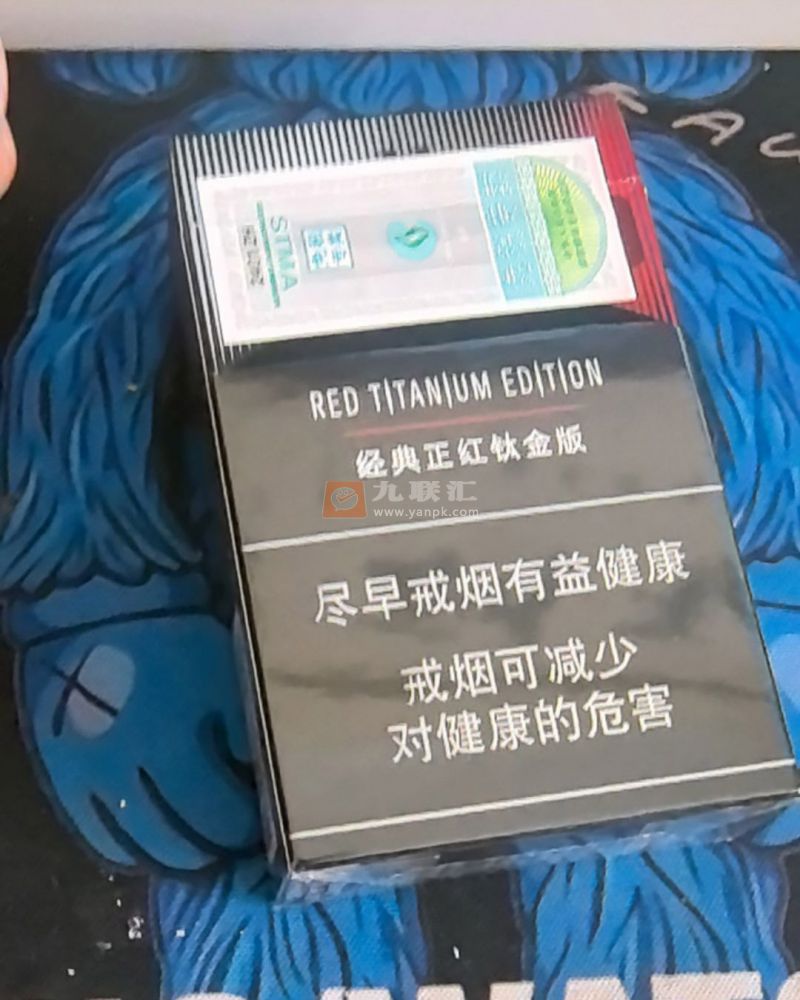 KAU
SIMA
RED TITANIUM EDITION
经典正红钛金版
九联汇
www.yanpk.com
尽早戒烟有益健康
戒烟可减少
对健康的危害